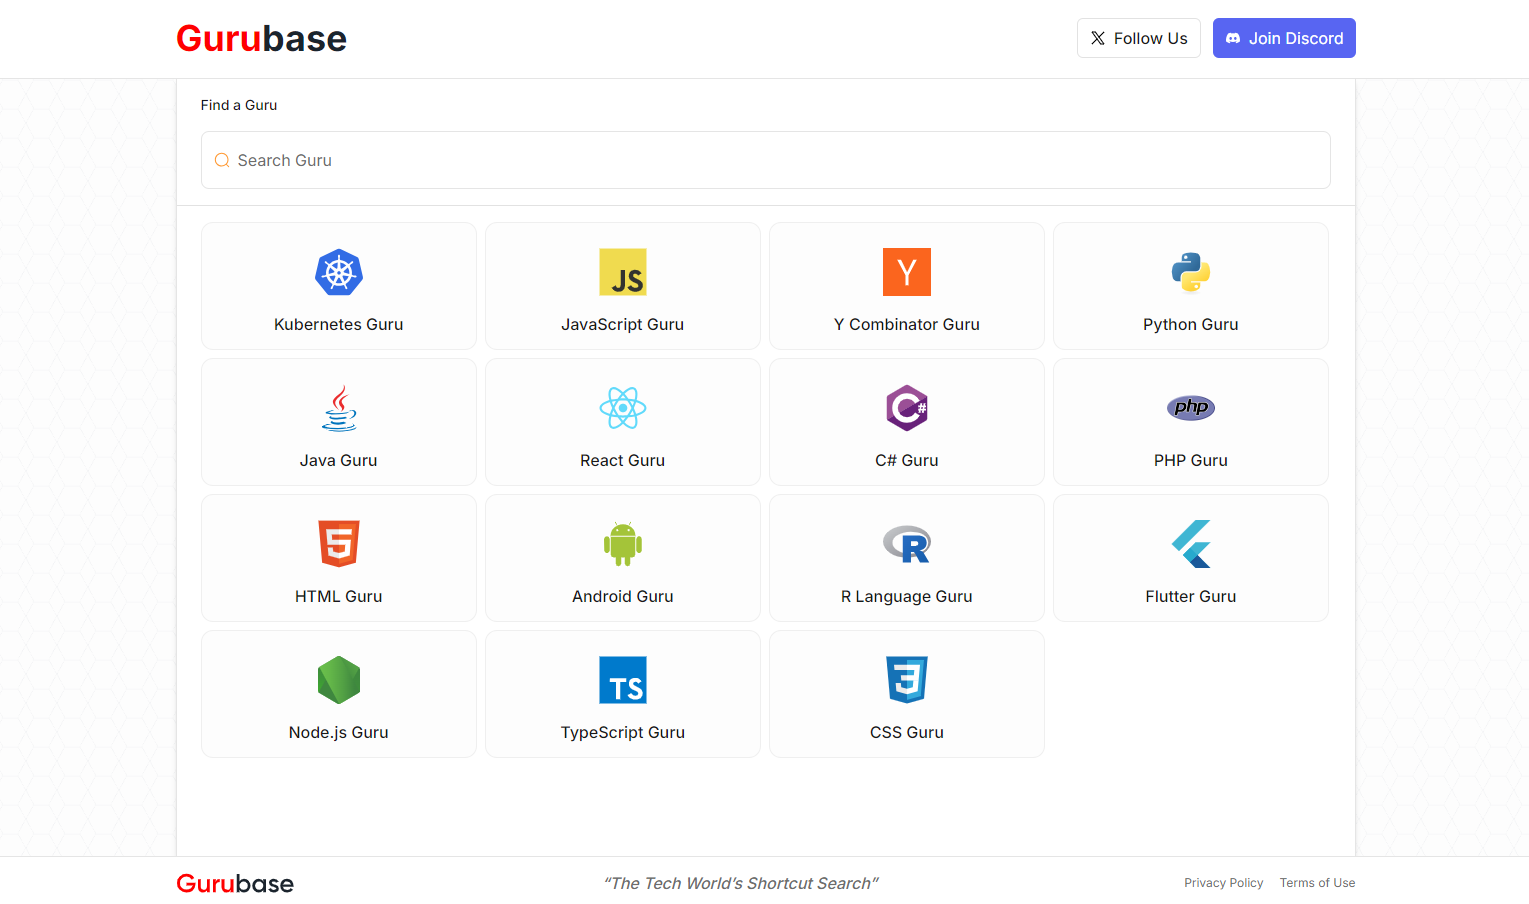 Gurubase
Follow Us
Join Discord
Find a Guru
Search Guru
Kubernetes Guru
JS
JavaScript Guru
Y
Y Combinator Guru
Python Guru
Java Guru
React Guru
C#
C# Guru
php
PHP Guru
5
HTML Guru
Android Guru
R
R Language Guru
Flutter Guru
Node.js Guru
TS
TypeScript Guru
3
CSS Guru
Gurubase
“The Tech World’s Shortcut Search”
Privacy Policy
Terms of Use